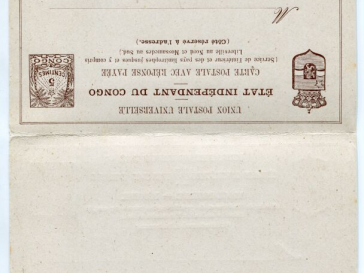 UNION POSTALE UNIVERSELLE
ÉTAT INDÉPENDANT DU CONGO
CARTE POSTALE AVEC RÉPONSE PAYÉE
(Service de l'intérieur et des pays limitrophes jusques y compris
Libreville au Nord et Mossamedes au Sud.)
(Côté réservé à l'adresse.)
5
CENTIMES
CONGO
M